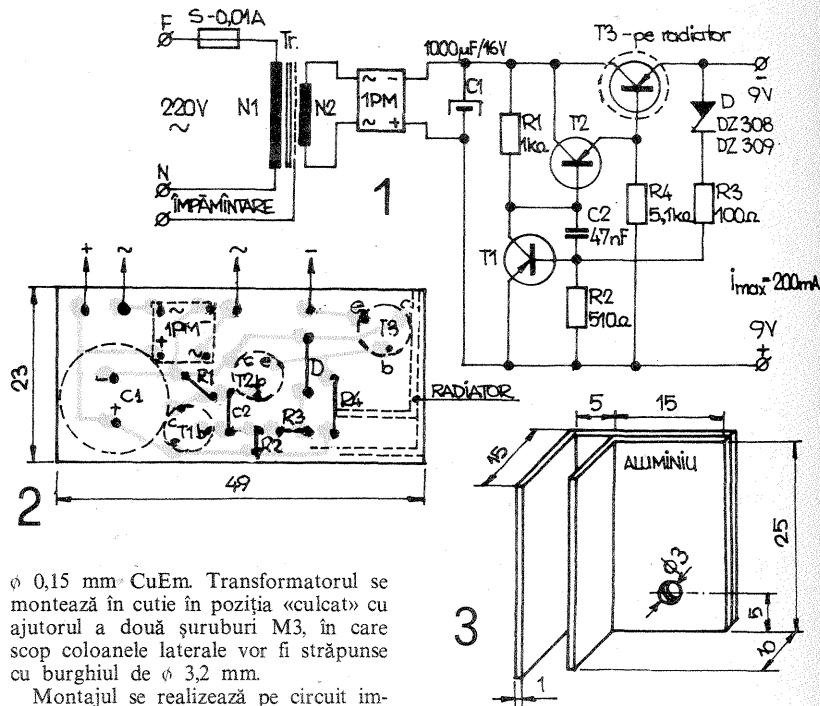 F
S-0,01A
Tr.
220V
~
N1
N2
N
ÎMPĂMÎNTARE
~ -
1PM
~ +
1000µF/16V
C1
R1
1kΩ
T2
T3-pe radiator
-
9V
D
DZ 308
DZ 309
R4
5,1kΩ
R3
100Ω
C2
47nF
T1
R2
510Ω
imax=200mA
9V
+
1
+ ~ ~ -
~
1PM -
+ ~
e c
T3
b
C1
-
+
R1
c e
T2 b
D
R4
RADIATOR
C2
R3
c
T1 b
e
R2
23
49
2
5 15
15
ALUMINIU
25
ϕ3
5
10
1
3
ϕ 0,15 mm CuEm. Transformatorul se
montează în cutie în poziția «culcat» cu
ajutorul a două șuruburi M3, în care
scop coloanele laterale vor fi străpunse
cu burghiul de ϕ 3,2 mm.
Montajul se realizează pe circuit im-